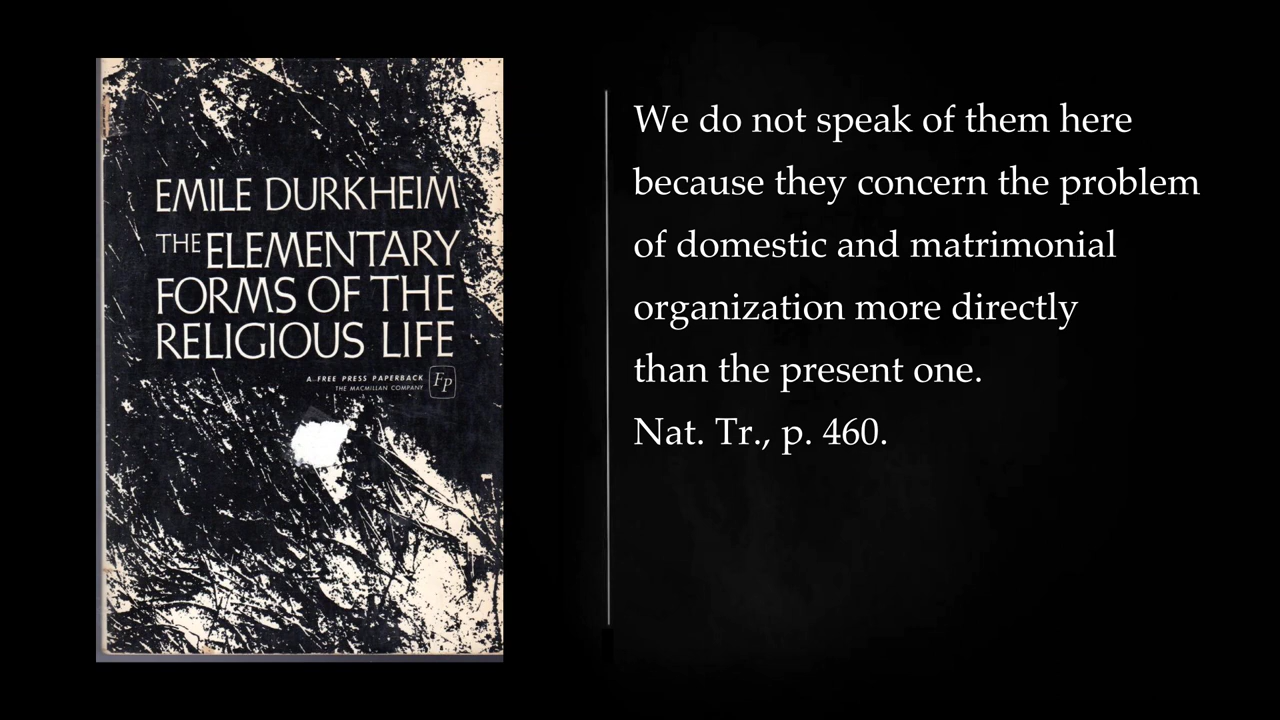 EMILE DURKHEIM
THE ELEMENTARY
FORMS OF THE
RELIGIOUS LIFE
A FREE PRESS PAPERBACK
THE MACMILLAN COMPANY
FP
We do not speak of them here
because they concern the problem
of domestic and matrimonial
organization more directly
than the present one.
Nat. Tr., p. 460.